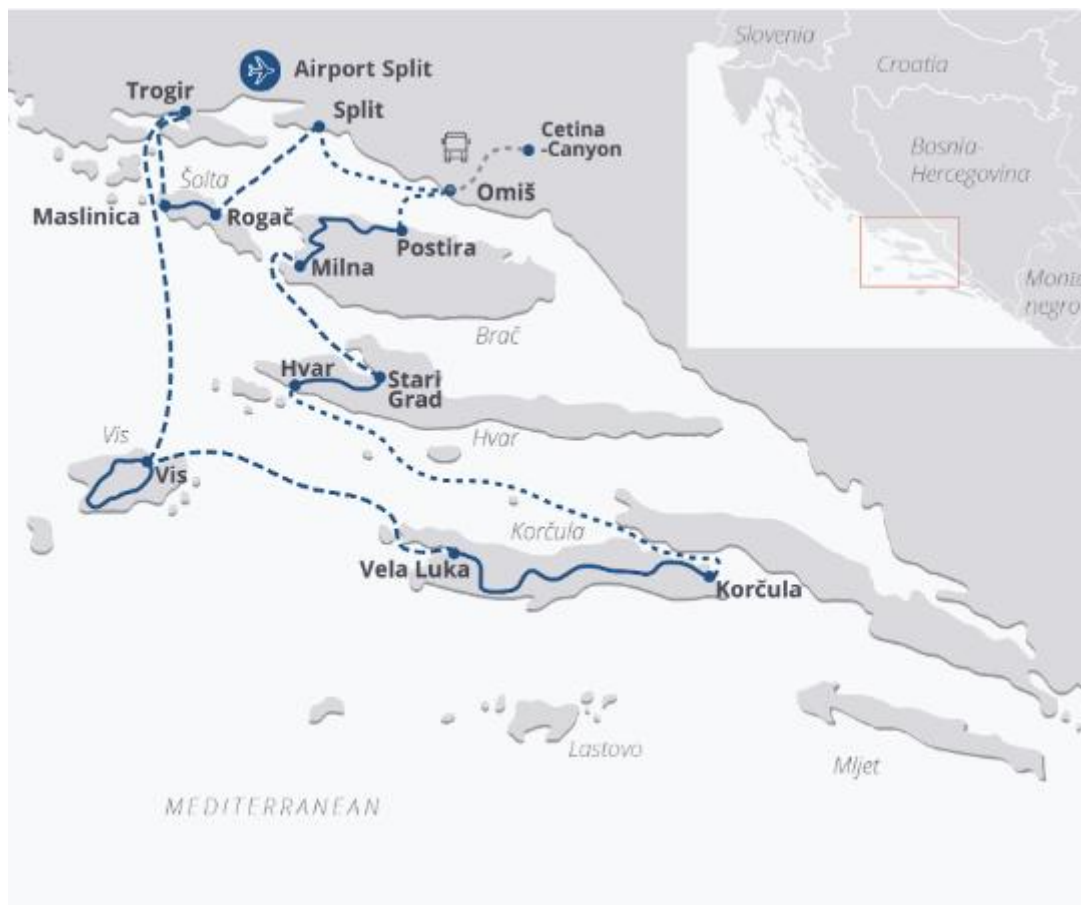 Slovenia
Croatia
Bosnia-
Hercegovina
Monte
negro
Airport Split
Trogir
Split
Cetina
-Canyon
Omiš
Šolta
Maslinica
Rogač
Postira
Milna
Brač
Hvar
Stari
Grad
Hvar
Vis
Vis
Korčula
Vela Luka
Korčula
Lastovo
Mljet
MEDITERRANEAN